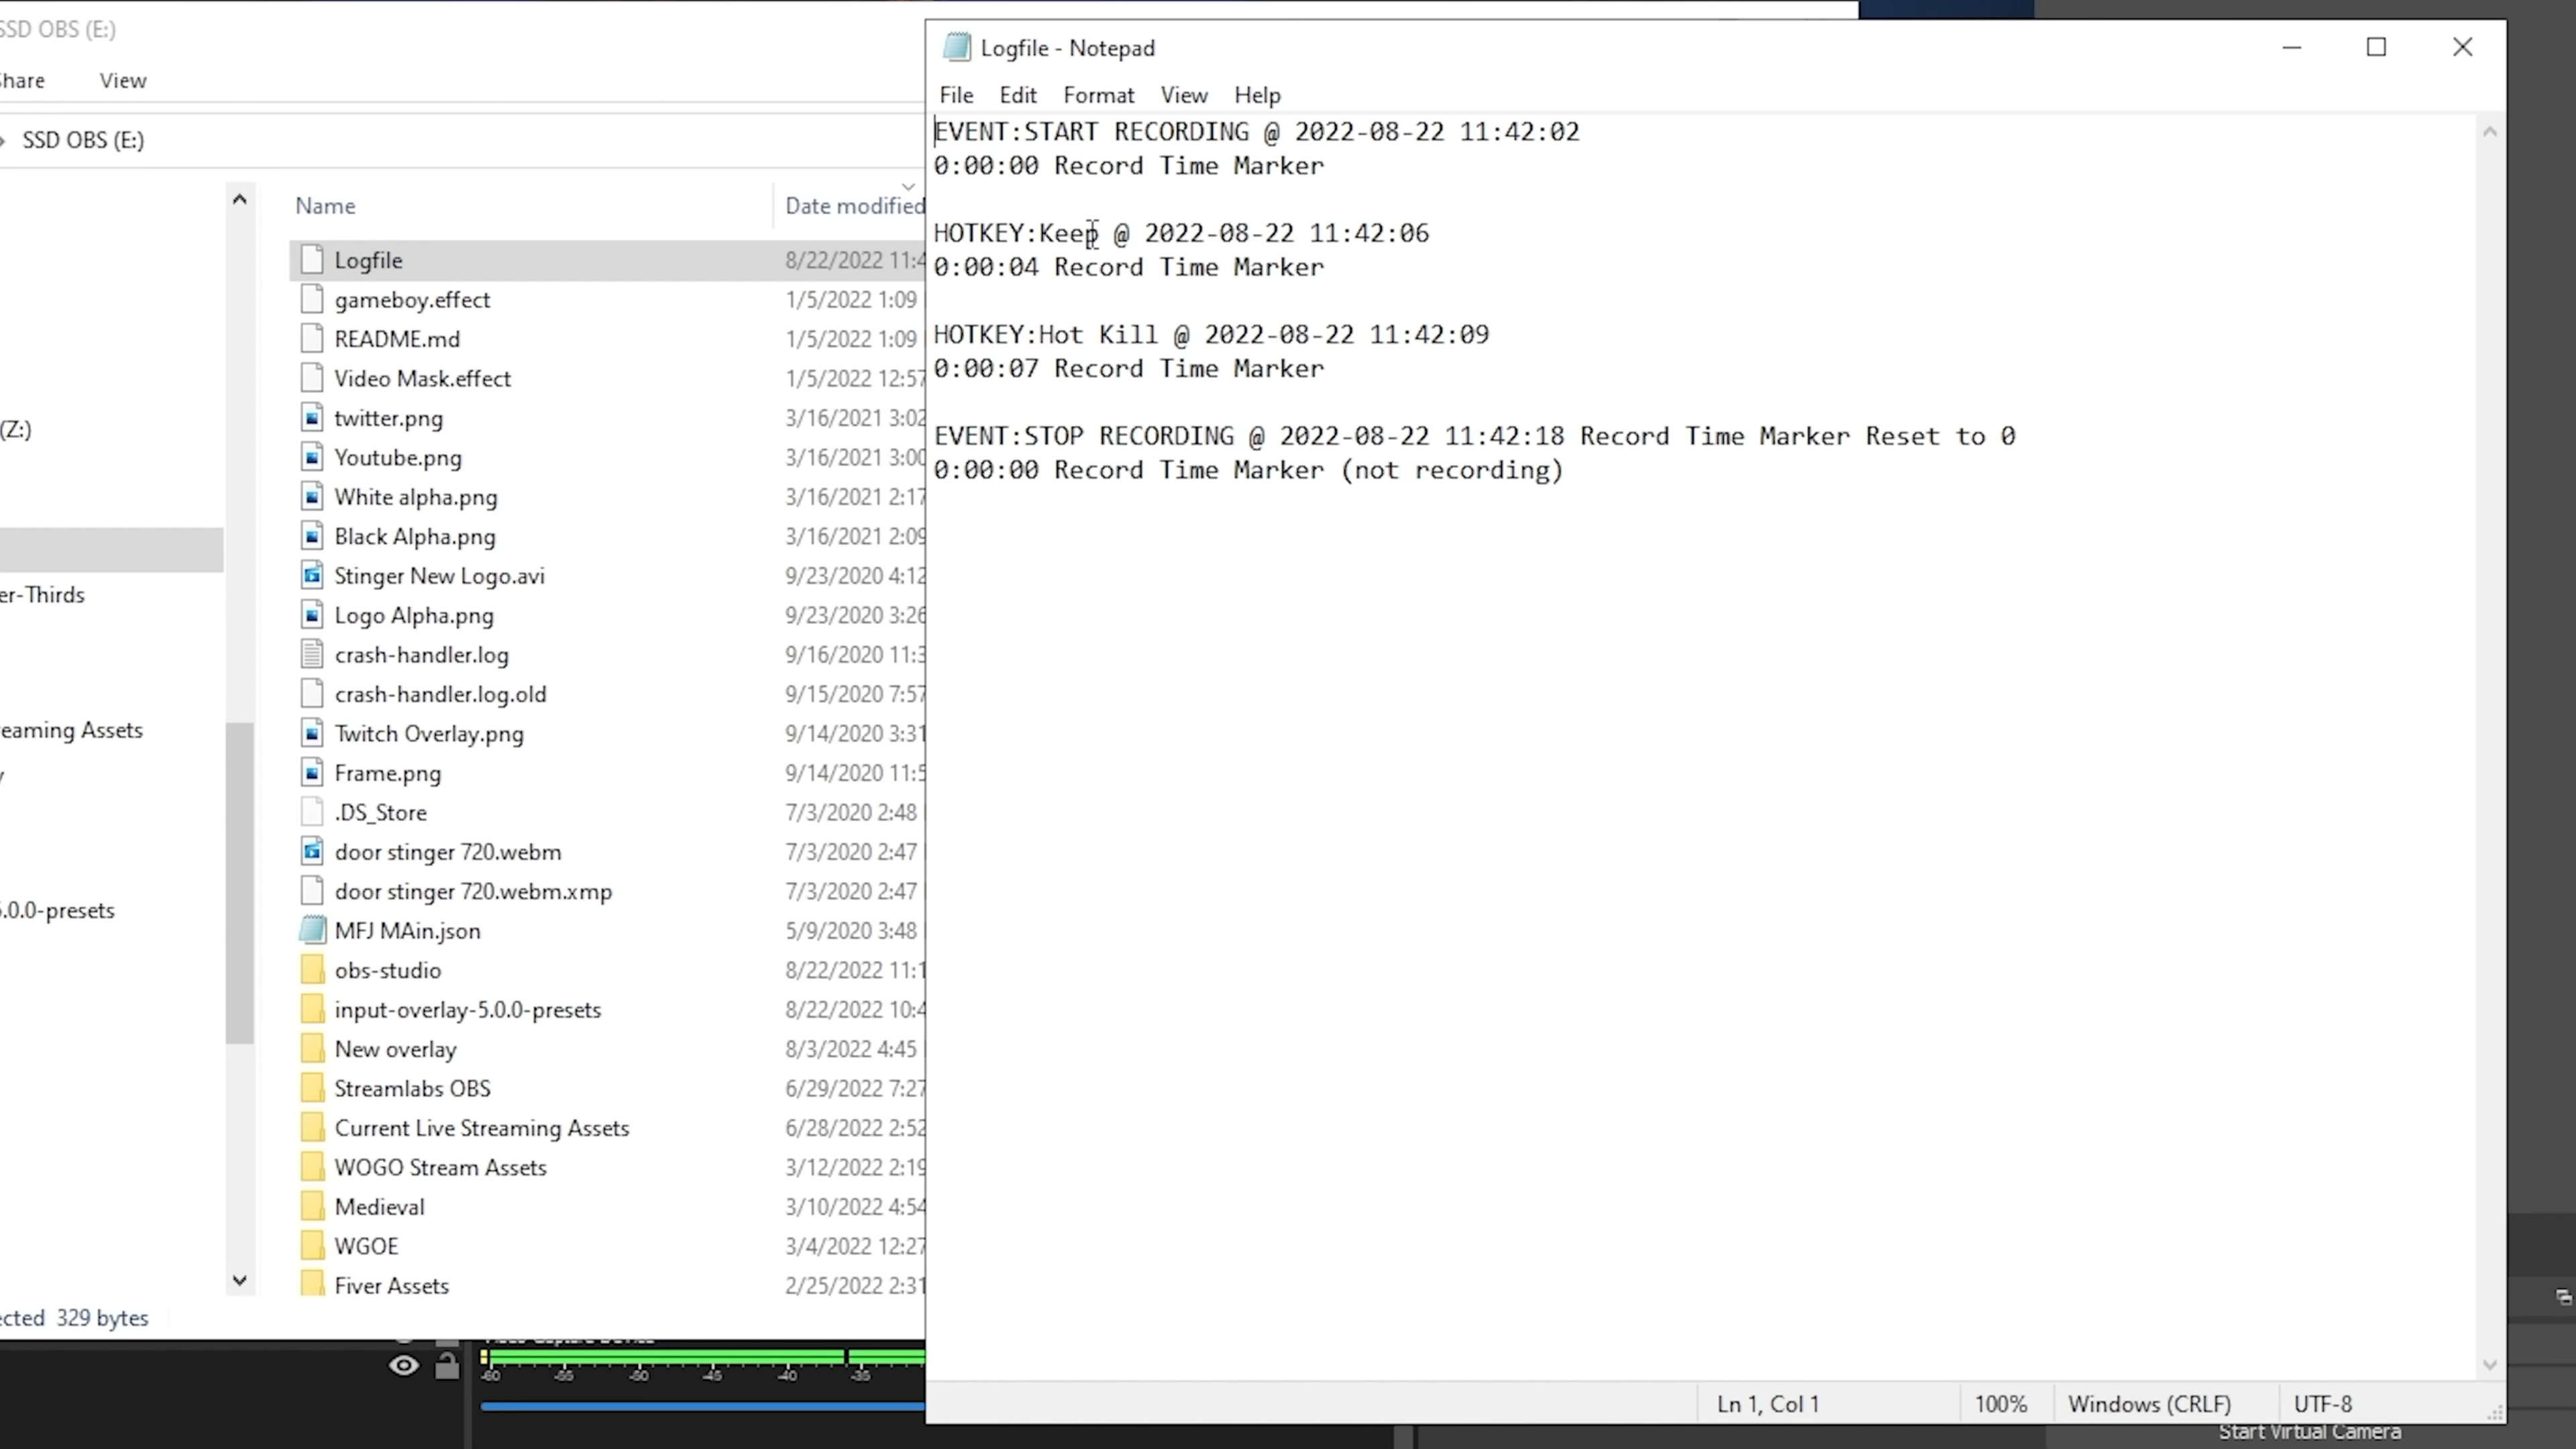 SSD OBS (E:)
Share View
SSD OBS (E:)
(Z:)
er-Thirds
eaming Assets
.0.0-presets
Name Date modified
Logfile 8/22/2022 11:4
gameboy.effect 1/5/2022 1:09
README.md 1/5/2022 1:09
Video Mask.effect 1/5/2022 12:57
twitter.png 3/16/2021 3:02
Youtube.png 3/16/2021 3:00
White alpha.png 3/16/2021 2:17
Black Alpha.png 3/16/2021 2:09
Stinger New Logo.avi 9/23/2020 4:12
Logo Alpha.png 9/23/2020 3:26
crash-handler.log 9/16/2020 11:3
crash-handler.log.old 9/15/2020 7:57
Twitch Overlay.png 9/14/2020 3:31
Frame.png 9/14/2020 11:5
.DS_Store 7/3/2020 2:48
door stinger 720.webm 7/3/2020 2:47
door stinger 720.webm.xmp 7/3/2020 2:47
MFJ MAin.json 5/9/2020 3:48
obs-studio 8/22/2022 11:1
input-overlay-5.0.0-presets 8/22/2022 10:4
New overlay 8/3/2022 4:45
Streamlabs OBS 6/29/2022 7:27
Current Live Streaming Assets 6/28/2022 2:52
WOGO Stream Assets 3/12/2022 2:19
Medieval 3/10/2022 4:54
WGOE 3/4/2022 12:27
Fiver Assets 2/25/2022 2:31
ected 329 bytes
-60 -55 -50 -45 -40 -35
Logfile - Notepad
File Edit Format View Help
EVENT:START RECORDING @ 2022-08-22 11:42:02
0:00:00 Record Time Marker
HOTKEY:Keep @ 2022-08-22 11:42:06
0:00:04 Record Time Marker
HOTKEY:Hot Kill @ 2022-08-22 11:42:09
0:00:07 Record Time Marker
EVENT:STOP RECORDING @ 2022-08-22 11:42:18 Record Time Marker Reset to 0
0:00:00 Record Time Marker (not recording)
Ln 1, Col 1 100% Windows (CRLF) UTF-8
Start Virtual Camera